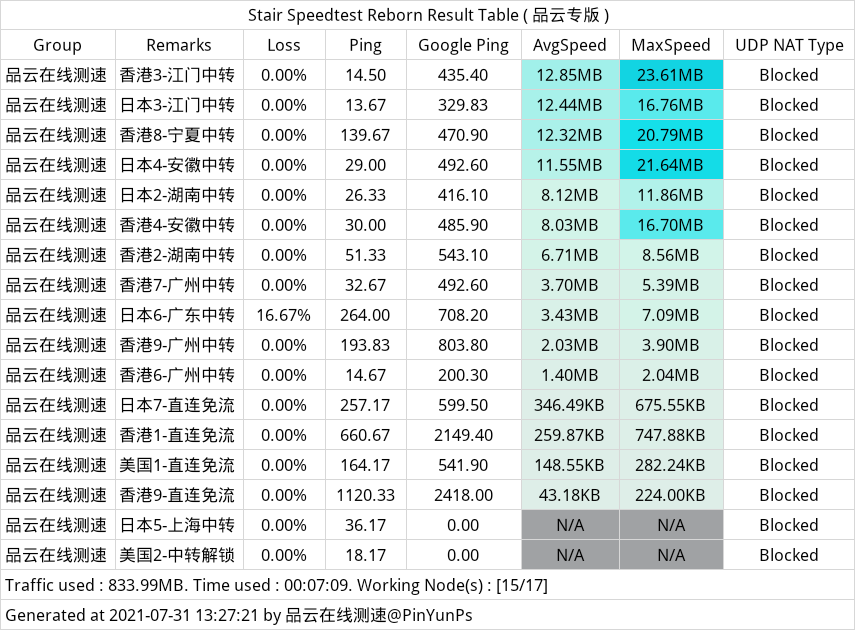 Stair Speedtest Reborn Result Table ( 品云专版 )
Group Remarks Loss Ping Google Ping AvgSpeed MaxSpeed UDP NAT Type
品云在线测速 香港3-江门中转 0.00% 14.50 435.40 12.85MB 23.61MB Blocked
品云在线测速 日本3-江门中转 0.00% 13.67 329.83 12.44MB 16.76MB Blocked
品云在线测速 香港8-宁夏中转 0.00% 139.67 470.90 12.32MB 20.79MB Blocked
品云在线测速 日本4-安徽中转 0.00% 29.00 492.60 11.55MB 21.64MB Blocked
品云在线测速 日本2-湖南中转 0.00% 26.33 416.10 8.12MB 11.86MB Blocked
品云在线测速 香港4-安徽中转 0.00% 30.00 485.90 8.03MB 16.70MB Blocked
品云在线测速 香港2-湖南中转 0.00% 51.33 543.10 6.71MB 8.56MB Blocked
品云在线测速 香港7-广州中转 0.00% 32.67 492.60 3.70MB 5.39MB Blocked
品云在线测速 日本6-广东中转 16.67% 264.00 708.20 3.43MB 7.09MB Blocked
品云在线测速 香港9-广州中转 0.00% 193.83 803.80 2.03MB 3.90MB Blocked
品云在线测速 香港6-广州中转 0.00% 14.67 200.30 1.40MB 2.04MB Blocked
品云在线测速 日本7-直连免流 0.00% 257.17 599.50 346.49KB 675.55KB Blocked
品云在线测速 香港1-直连免流 0.00% 660.67 2149.40 259.87KB 747.88KB Blocked
品云在线测速 美国1-直连免流 0.00% 164.17 541.90 148.55KB 282.24KB Blocked
品云在线测速 香港9-直连免流 0.00% 1120.33 2418.00 43.18KB 224.00KB Blocked
品云在线测速 日本5-上海中转 0.00% 36.17 0.00 N/A N/A Blocked
品云在线测速 美国2-中转解锁 0.00% 18.17 0.00 N/A N/A Blocked
Traffic used : 833.99MB. Time used : 00:07:09. Working Node(s) : [15/17]
Generated at 2021-07-31 13:27:21 by 品云在线测速@PinYunPs